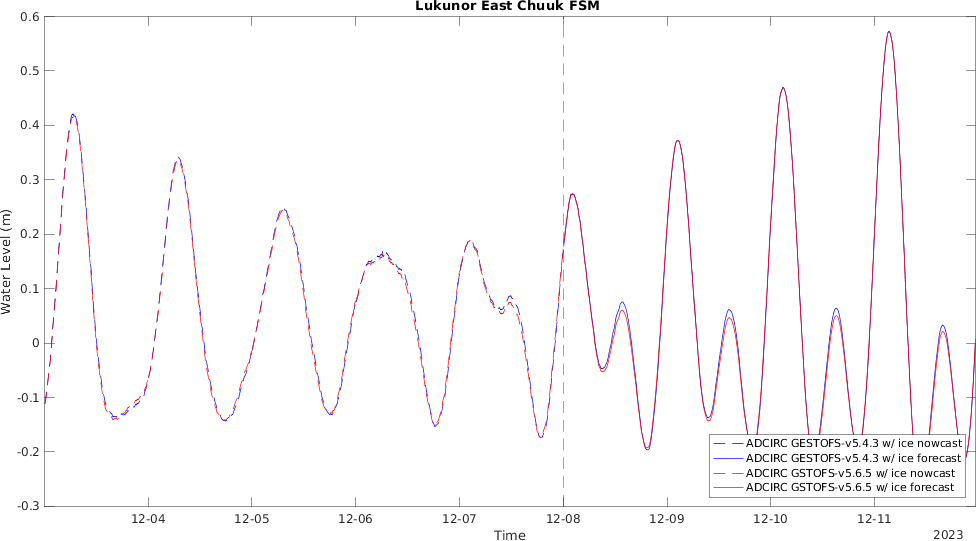 Lukunor East Chuuk FSM
0.6
0.5
0.4
0.3
0.2
0.1
0
-0.1
-0.2
-0.3
Water Level (m)
12-04
12-05
12-06
12-07
12-08
12-09
12-10
12-11
Time
2023
ADCIRC GESTOFS-v5.4.3 w/ ice nowcast
ADCIRC GESTOFS-v5.4.3 w/ ice forecast
ADCIRC GSTOFS-v5.6.5 w/ ice nowcast
ADCIRC GSTOFS-v5.6.5 w/ ice forecast